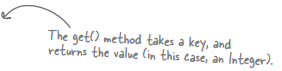 The get() method takes a key, and
returns the value (in this case, an Integer).